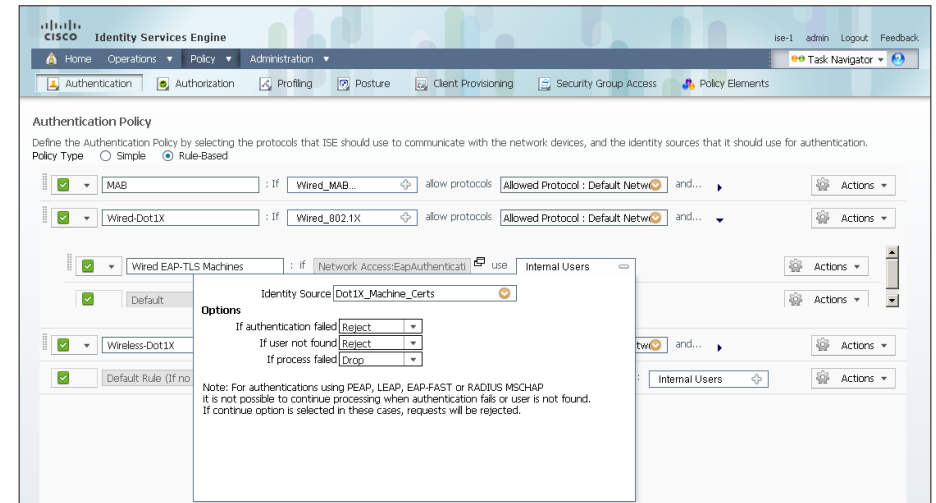 CISCO Identity Services Engine
ise-1 admin Logout Feedback
Home Operations Policy Administration Task Navigator
Authentication Authorization Profiling Posture Client Provisioning Security Group Access Policy Elements
Authentication Policy
Define the Authentication Policy by selecting the protocols that ISE should use to communicate with the network devices, and the identity sources that it should use for authentication.
Policy Type Simple Rule-Based
MAB : If Wired_MAB... allow protocols Allowed Protocol : Default Netw and... Actions
Wired-Dot1X : If Wired_802.1X allow protocols Allowed Protocol : Default Netw and... Actions
Wired EAP-TLS Machines : if Network Access:EapAuthenticati use Internal Users Actions
Default Actions
Identity Source Dot1X_Machine_Certs
Options
If authentication failed Reject
If user not found Reject
If process failed Drop
Wireless-Dot1X and... Actions
Default Rule (If no : Internal Users Actions
Note: For authentications using PEAP, LEAP, EAP-FAST or RADIUS MSCHAP
it is not possible to continue processing when authentication fails or user is not found.
If continue option is selected in these cases, requests will be rejected.